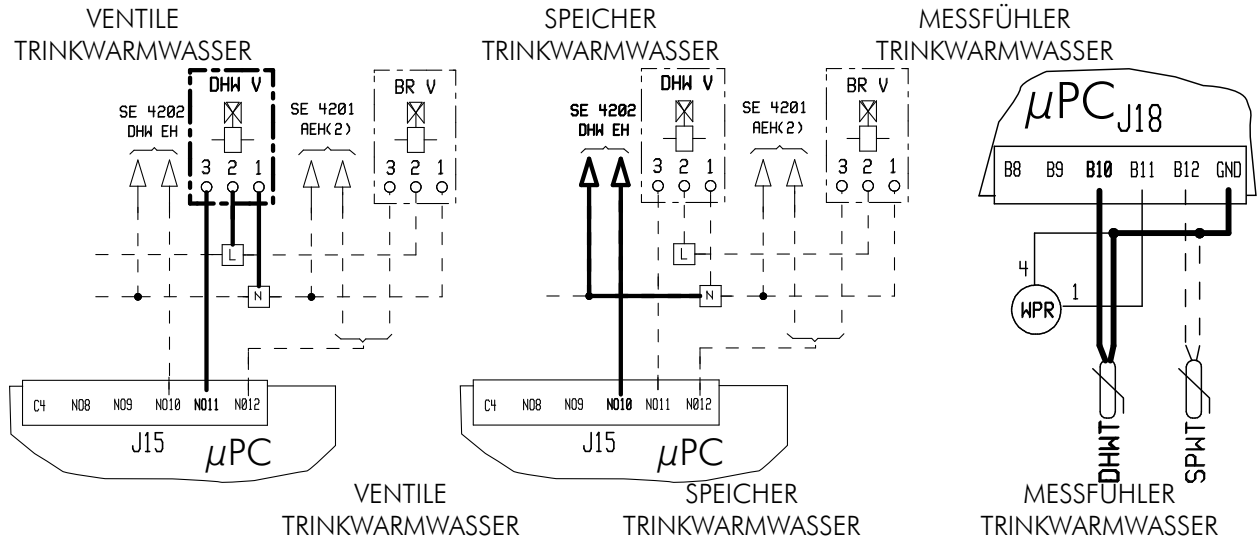 VENTILE
TRINKWARMWASSER
DHW V
SE 4202
DHW EH
3 2 1
SE 4201
AEH(2)
BR V
3 2 1
L
N
C4 NO8 NO9 NO10 NO11 NO12
J15
µPC
SPEICHER
TRINKWARMWASSER
SE 4202
DHW EH
DHW V
3 2 1
SE 4201
AEH(2)
BR V
3 2 1
L
N
C4 NO8 NO9 NO10 NO11 NO12
J15
µPC
MESSFÜHLER
TRINKWARMWASSER
µPC
J18
B8 B9 B10 B11 B12 GND
4
1
WPR
DHWT
SPWT
VENTILE
TRINKWARMWASSER
SPEICHER
TRINKWARMWASSER
MESSFÜHLER
TRINKWARMWASSER